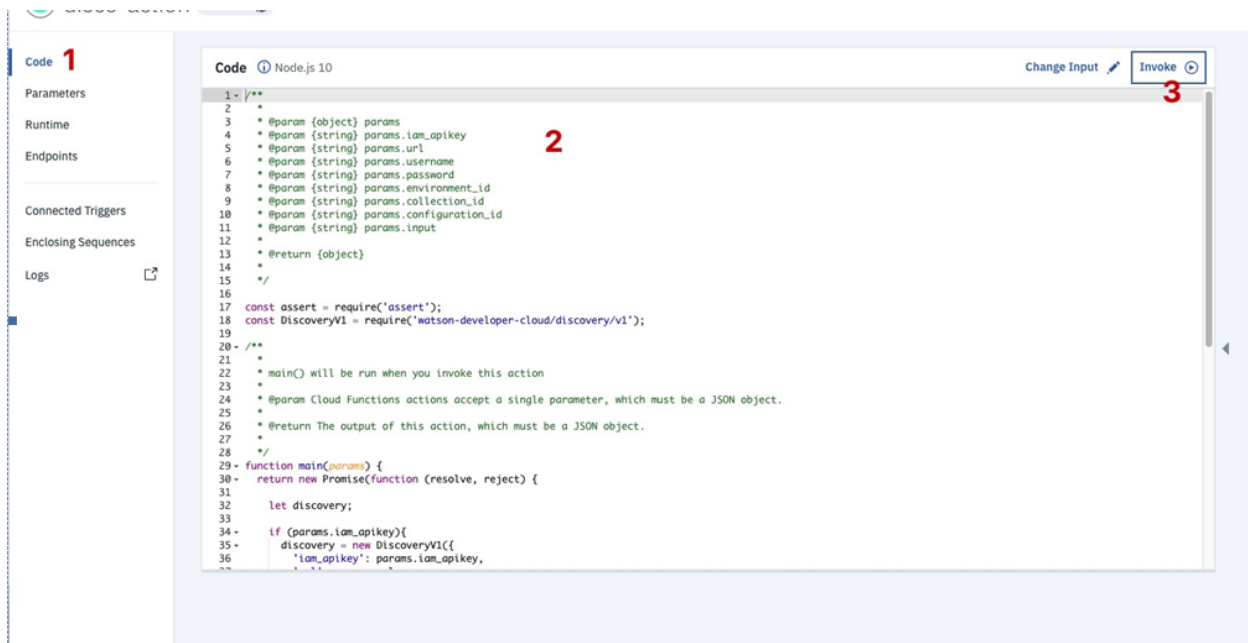 Code 1
Parameters
Runtime
Endpoints
Connected Triggers
Enclosing Sequences
Logs
Code Node.js 10 Change Input Invoke
3
2
1 /**
2 *
3 * @param {object} params
4 * @param {string} params.iam_apikey
5 * @param {string} params.url
6 * @param {string} params.username
7 * @param {string} params.password
8 * @param {string} params.environment_id
9 * @param {string} params.collection_id
10 * @param {string} params.configuration_id
11 * @param {string} params.input
12 *
13 * @return {object}
14 *
15 */
16
17 const assert = require('assert');
18 const DiscoveryV1 = require('watson-developer-cloud/discovery/v1');
19
20 /**
21 *
22 * main() will be run when you invoke this action
23 *
24 * @param Cloud Functions actions accept a single parameter, which must be a JSON object.
25 *
26 * @return The output of this action, which must be a JSON object.
27 *
28 */
29 function main(params) {
30 return new Promise(function (resolve, reject) {
31
32 let discovery;
33
34 if (params.iam_apikey){
35 discovery = new DiscoveryV1({
36 'iam_apikey': params.iam_apikey,